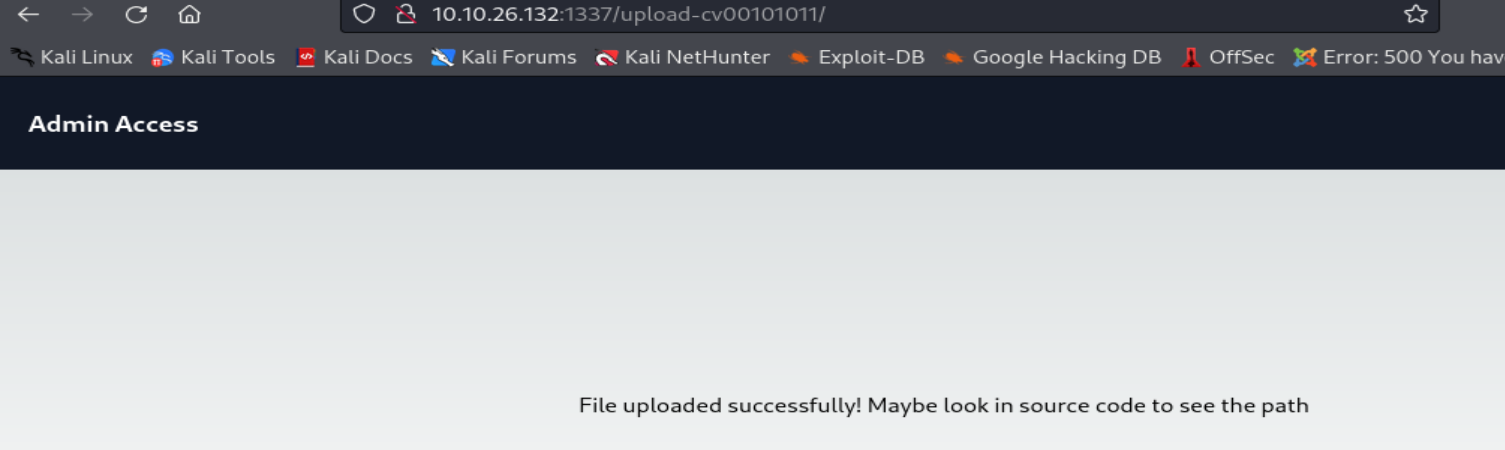 10.10.26.132:1337/upload-cv00101011/
Kali Linux Kali Tools Kali Docs Kali Forums Kali NetHunter Exploit-DB Google Hacking DB OffSec Error: 500 You hav
Admin Access
File uploaded successfully! Maybe look in source code to see the path